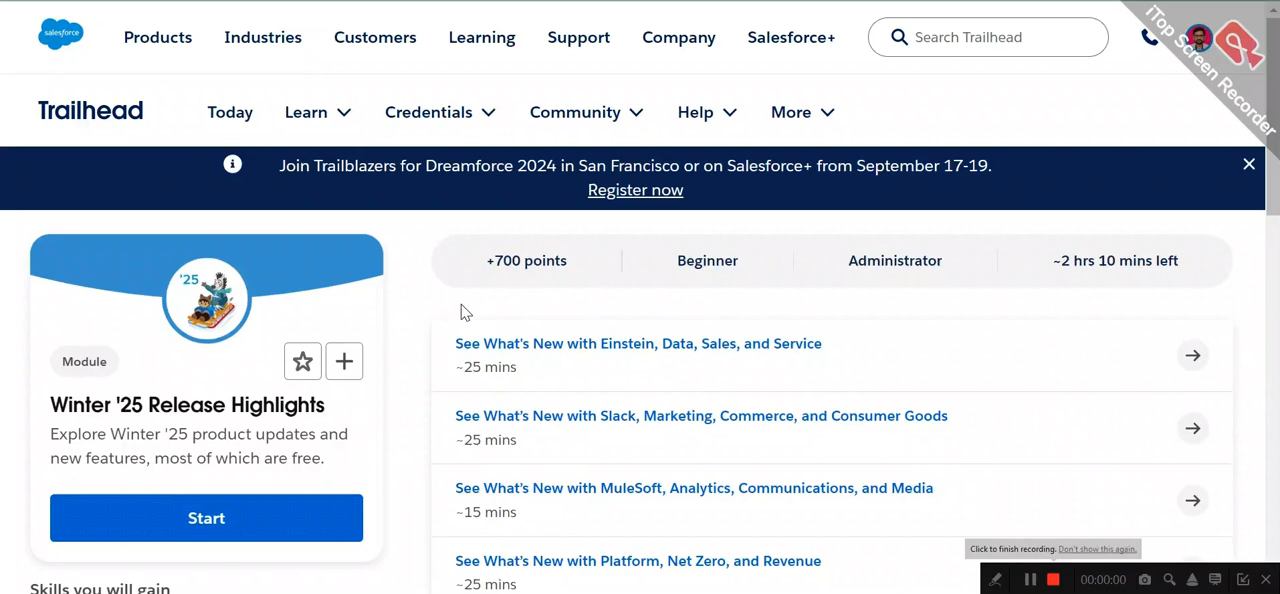 salesforce
Products Industries Customers Learning Support Company Salesforce+ Search Trailhead
iTop Screen Recorder
Trailhead Today Learn Credentials Community Help More
Join Trailblazers for Dreamforce 2024 in San Francisco or on Salesforce+ from September 17-19.
Register now
'25
Module
Winter '25 Release Highlights
Explore Winter '25 product updates and
new features, most of which are free.
Start
Skills you will gain
+700 points Beginner Administrator ~2 hrs 10 mins left
See What's New with Einstein, Data, Sales, and Service
~25 mins
See What’s New with Slack, Marketing, Commerce, and Consumer Goods
~25 mins
See What’s New with MuleSoft, Analytics, Communications, and Media
~15 mins
See What’s New with Platform, Net Zero, and Revenue
~25 mins
Click to finish recording. Don't show this again.
00:00:00